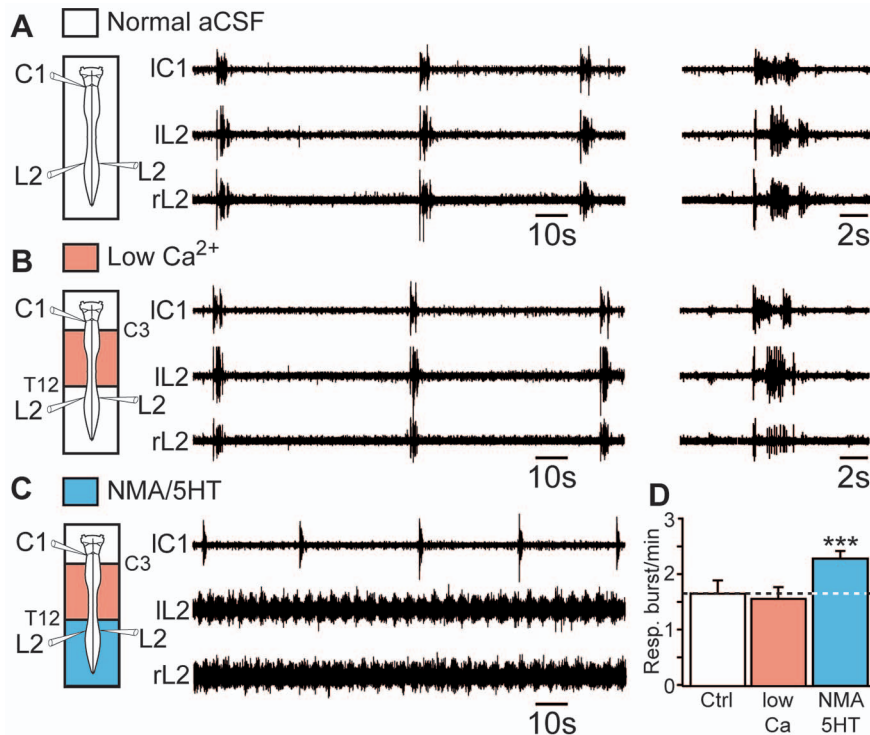 A
Normal aCSF
C1
L2
L2
lC1
lL2
rL2
10s
2s
B
Low Ca2+
C1
C3
T12
L2
L2
lC1
lL2
rL2
10s
2s
C
NMA/5HT
C1
C3
T12
L2
L2
lC1
lL2
rL2
10s
D
Resp. burst/min
3
2
1
0
***
Ctrl
low
Ca
NMA
5HT